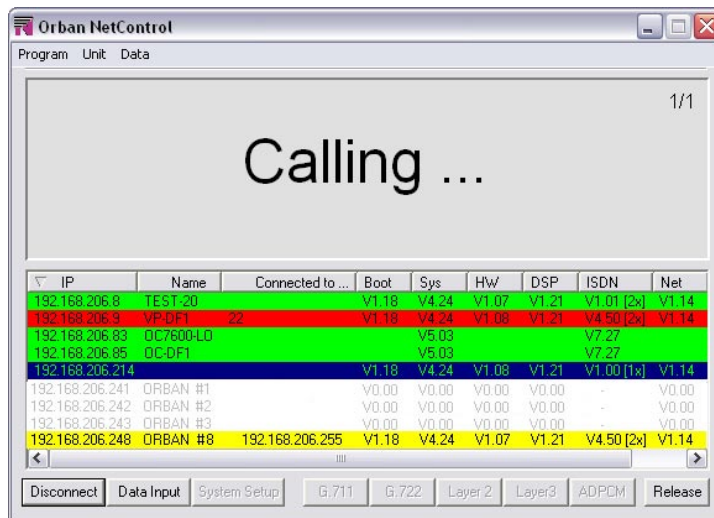 Orban NetControl
Program Unit Data
1/1
Calling ...
IP Name Connected to ... Boot Sys HW DSP ISDN Net
192.168.206.8 TEST-20 V1.18 V4.24 V1.07 V1.21 V1.01 [2x] V1.14
192.168.206.9 VP-DF1 22 V1.18 V4.24 V1.08 V1.21 V4.50 [2x] V1.14
192.168.206.83 OC7600-LO V5.03 V7.27
192.168.206.85 OC-DF1 V5.03 V7.27
192.168.206.214 V1.18 V4.24 V1.08 V1.21 V1.00 [1x] V1.14
192.168.206.241 ORBAN #1 V0.00 V0.00 V0.00 V0.00 - V0.00
192.168.206.242 ORBAN #2 V0.00 V0.00 V0.00 V0.00 - V0.00
192.168.206.243 ORBAN #3 V0.00 V0.00 V0.00 V0.00 - V0.00
192.168.206.248 ORBAN #8 192.168.206.255 V1.18 V4.24 V1.07 V1.21 V4.50 [2x] V1.14
Disconnect Data Input System Setup G.711 G.722 Layer 2 Layer3 ADPCM Release